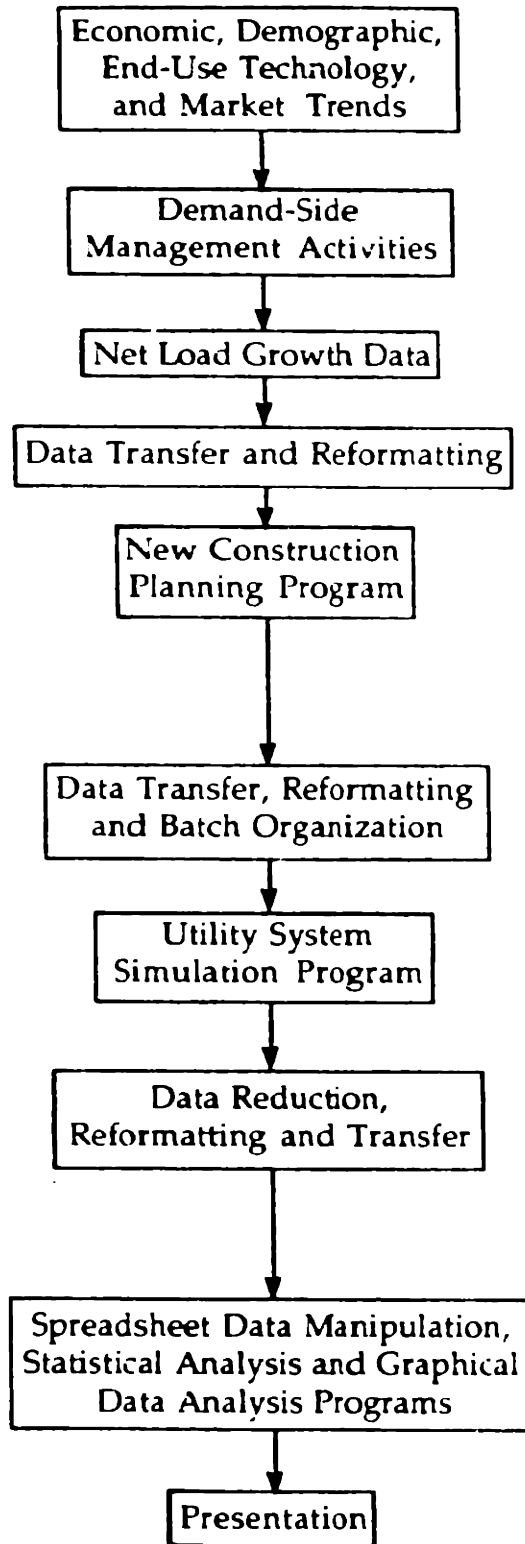 Economic, Demographic,
End-Use Technology,
and Market Trends
Demand-Side
Management Activities
Net Load Growth Data
Data Transfer and Reformatting
New Construction
Planning Program
Data Transfer, Reformatting
and Batch Organization
Utility System
Simulation Program
Data Reduction,
Reformatting and Transfer
Spreadsheet Data Manipulation,
Statistical Analysis and Graphical
Data Analysis Programs
Presentation